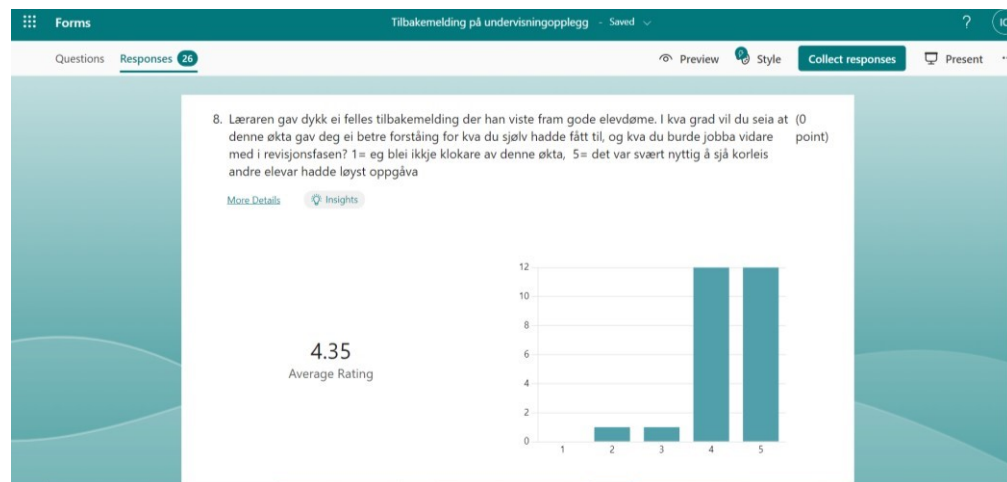 Forms
Tilbakemelding på undervisningopplegg - Saved
?
Questions Responses 26
Preview Style Collect responses Present
8. Læraren gav dykk ei felles tilbakemelding der han viste fram gode elevdøme. I kva grad vil du seia at (0
denne økta gav deg ei betre forståing for kva du sjølv hadde fått til, og kva du burde jobba vidare point)
med i revisjonsfasen? 1= eg blei ikkje klokare av denne økta, 5= det var svært nyttig å sjå korleis
andre elevar hadde løyst oppgåva
More Details Insights
4.35
Average Rating
12
10
8
6
4
2
0
1 2 3 4 5